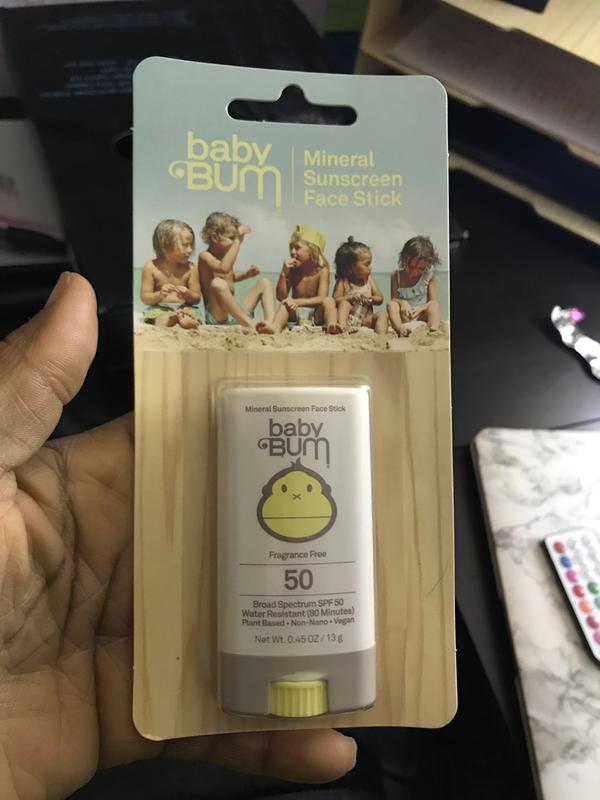 baby
BUM
Mineral
Sunscreen
Face Stick
Mineral Sunscreen Face Stick
baby
BUM
Fragrance Free
50
Broad Spectrum SPF 50
Water Resistant (80 Minutes)
Plant Based • Non-Nano • Vegan
Net Wt. 0.45 OZ / 13 g